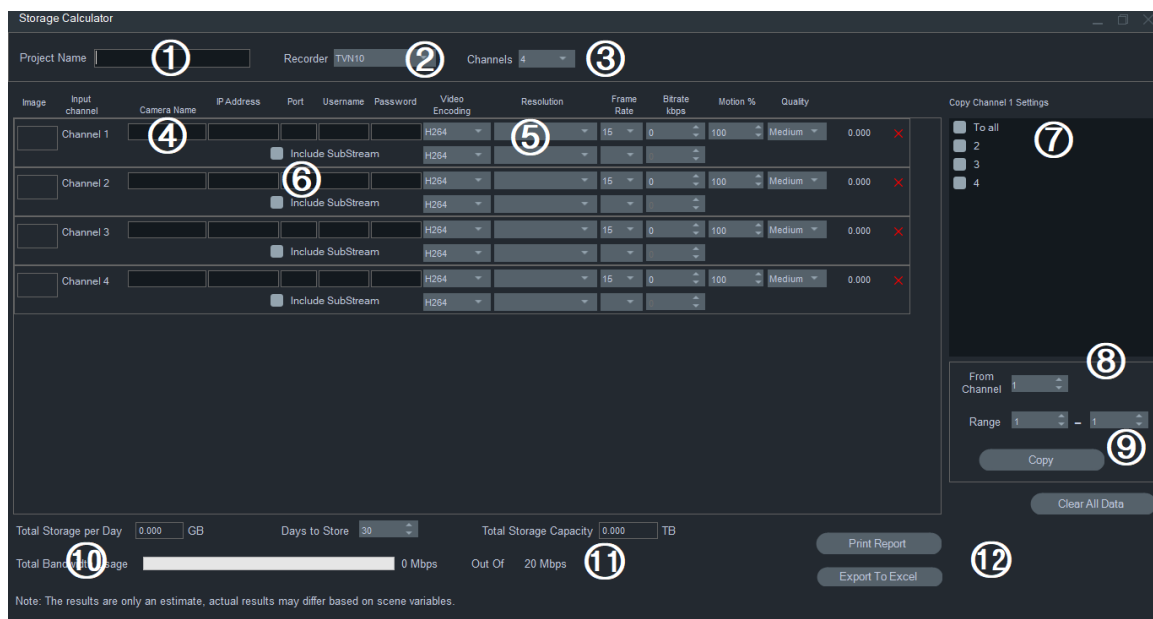 Storage Calculator
Project Name ① Recorder TVN10 ② Channels 4 ③
Image Input channel Camera Name IP Address Port Username Password Video Encoding Resolution Frame Rate Bitrate kbps Motion % Quality Copy Channel 1 Settings
Channel 1 ④ H264 ⑤ 15 0 100 Medium 0.000 To all ⑦
Include SubStream H264 2
Channel 2 ⑥ H264 15 0 100 Medium 0.000 3
Include SubStream H264 4
Channel 3 H264 15 0 100 Medium 0.000
Include SubStream H264
Channel 4 H264 15 0 100 Medium 0.000
Include SubStream H264
⑧
From Channel 1
Range 1 – 1
⑨
Copy
Clear All Data
Total Storage per Day 0.000 GB Days to Store 30 Total Storage Capacity 0.000 TB
Print Report
Total Bandwidth Usage ⑩ 0 Mbps Out Of 20 Mbps ⑪ ⑫
Export To Excel
Note: The results are only an estimate, actual results may differ based on scene variables.